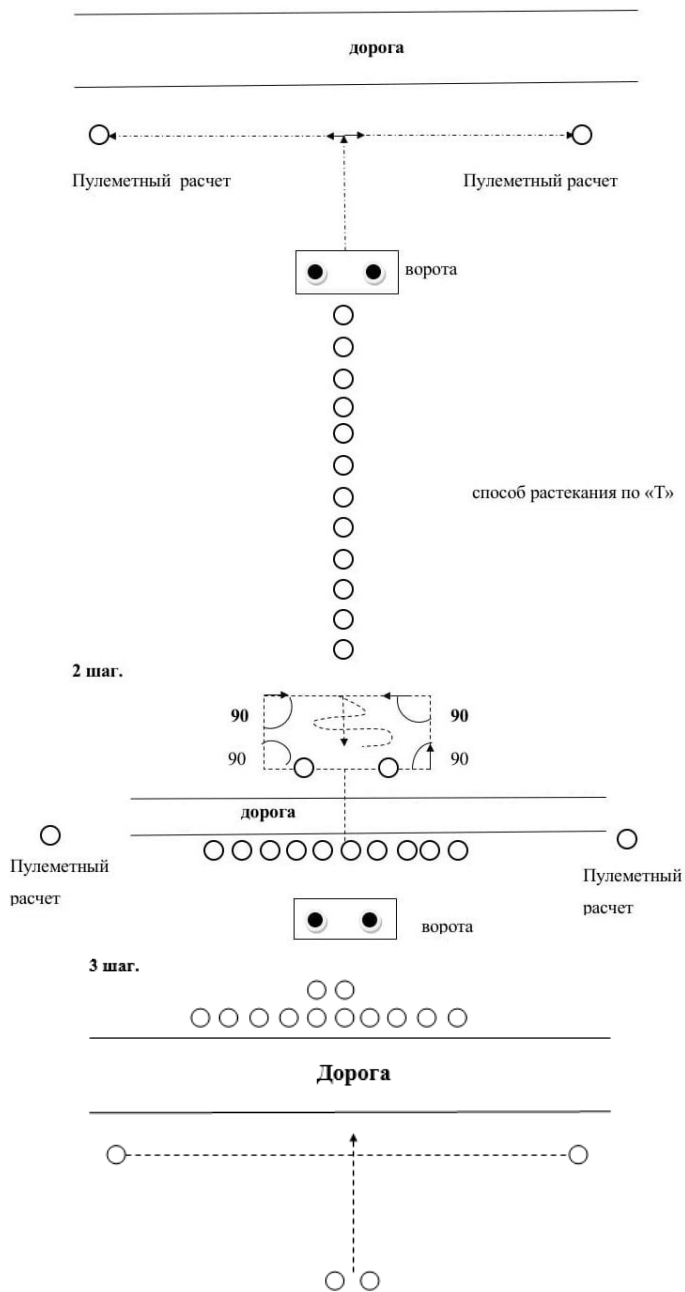 дорога
Пулеметный расчет
Пулеметный расчет
ворота
способ растекания по «Т»
2 шаг.
90
90
90
90
дорога
Пулеметный
расчет
Пулеметный
расчет
ворота
3 шаг.
Дорога